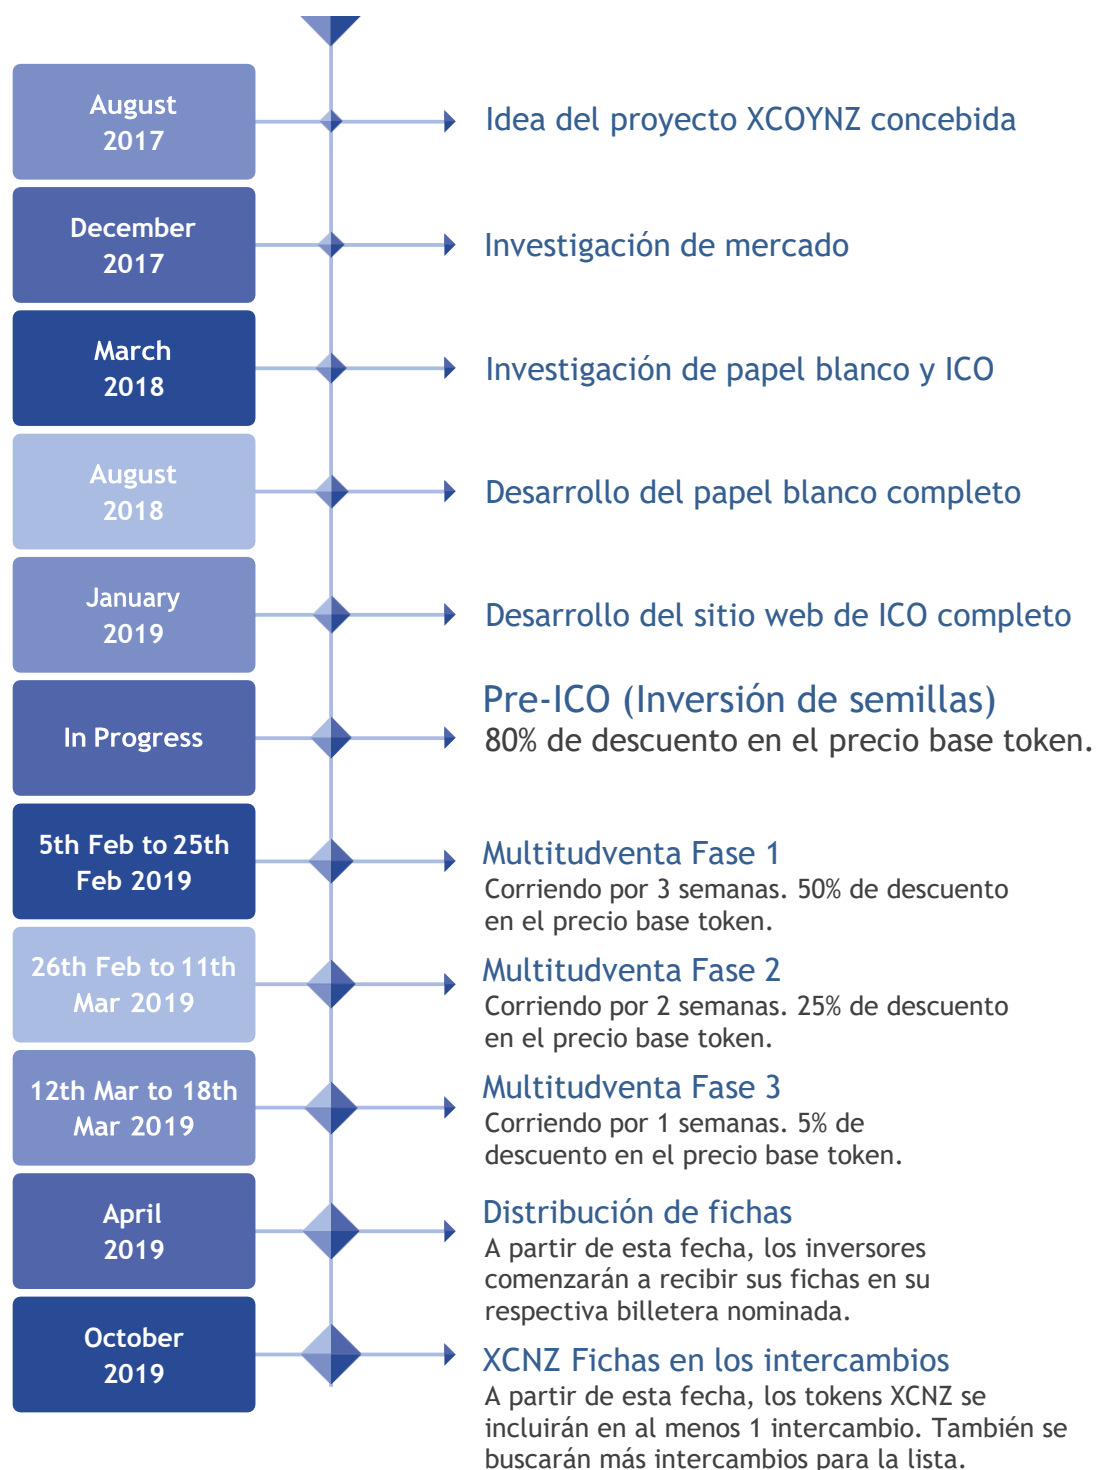 August
2017
Idea del proyecto XCOYNZ concebida
December
2017
Investigación de mercado
March
2018
Investigación de papel blanco y ICO
August
2018
Desarrollo del papel blanco completo
January
2019
Desarrollo del sitio web de ICO completo
In Progress
Pre-ICO (Inversión de semillas)
80% de descuento en el precio base token.
5th Feb to 25th
Feb 2019
Multitudventa Fase 1
Corriendo por 3 semanas. 50% de descuento
en el precio base token.
26th Feb to 11th
Mar 2019
Multitudventa Fase 2
Corriendo por 2 semanas. 25% de descuento
en el precio base token.
12th Mar to 18th
Mar 2019
Multitudventa Fase 3
Corriendo por 1 semanas. 5% de
descuento en el precio base token.
April
2019
Distribución de fichas
A partir de esta fecha, los inversores
comenzarán a recibir sus fichas en su
respectiva billetera nominada.
October
2019
XCNZ Fichas en los intercambios
A partir de esta fecha, los tokens XCNZ se
incluirán en al menos 1 intercambio. También se
buscarán más intercambios para la lista.